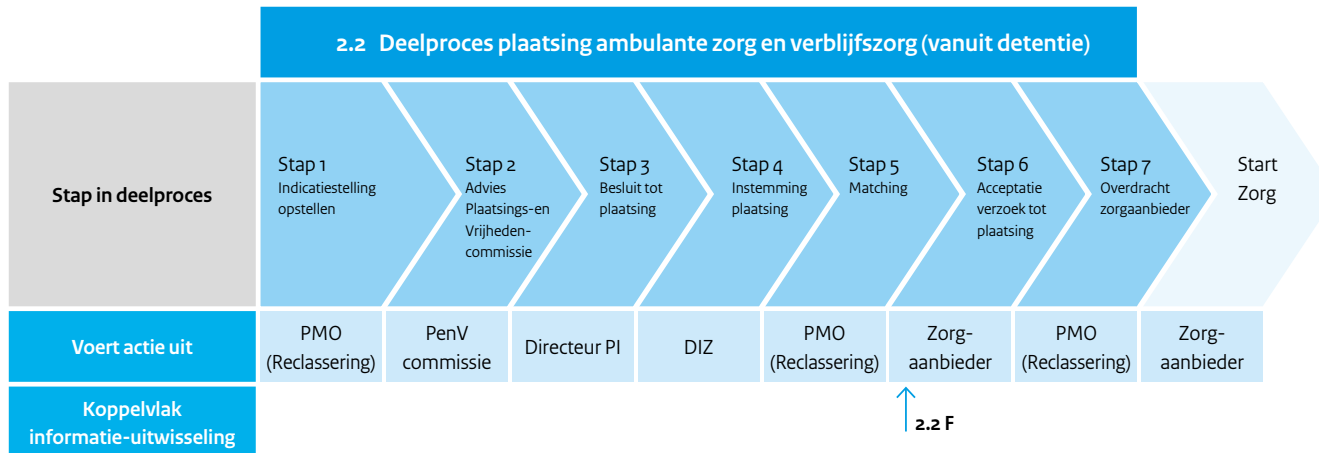 2.2 Deelproces plaatsing ambulante zorg en verblijfszorg (vanuit detentie)
Stap in deelproces
Stap 1
Indicatiestelling
opstellen
Stap 2
Advies
Plaatsings-en
Vrijheden-
commissie
Stap 3
Besluit tot
plaatsing
Stap 4
Instemming
plaatsing
Stap 5
Matching
Stap 6
Acceptatie
verzoek tot
plaatsing
Stap 7
Overdracht
zorgaanbieder
Start
Zorg
Voert actie uit
PMO
(Reclassering)
PenV
commissie
Directeur PI
DIZ
PMO
(Reclassering)
Zorg-
aanbieder
PMO
(Reclassering)
Zorg-
aanbieder
Koppelvlak
informatie-uitwisseling
2.2 F